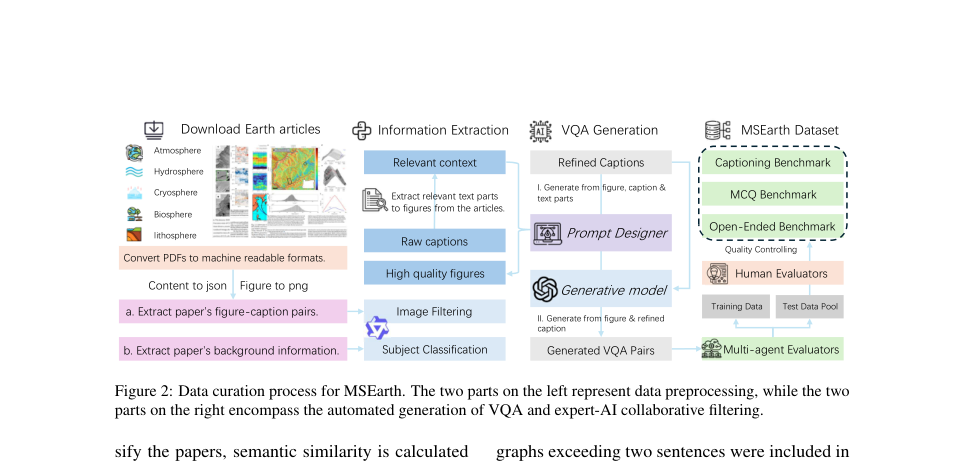 Download Earth articles
Atmosphere
Hydrosphere
Cryosphere
Biosphere
lithosphere
Convert PDFs to machine readable formats.
Content to json
Figure to png
a. Extract paper's figure-caption pairs.
b. Extract paper's background information.
Information Extraction
Relevant context
Extract relevant text parts
to figures from the articles.
Raw captions
High quality figures
Image Filtering
Subject Classification
AI
VQA Generation
Refined Captions
I. Generate from figure, caption &
text parts
Prompt Designer
Generative model
II. Generate from figure & refined
caption
Generated VQA Pairs
MSEarth Dataset
Captioning Benchmark
MCQ Benchmark
Open-Ended Benchmark
Quality Controlling
Human Evaluators
Training Data
Test Data Pool
Multi-agent Evaluators
Figure 2: Data curation process for MSEarth. The two parts on the left represent data preprocessing, while the two
parts on the right encompass the automated generation of VQA and expert-AI collaborative filtering.
sify the papers, semantic similarity is calculated
graphs exceeding two sentences were included in